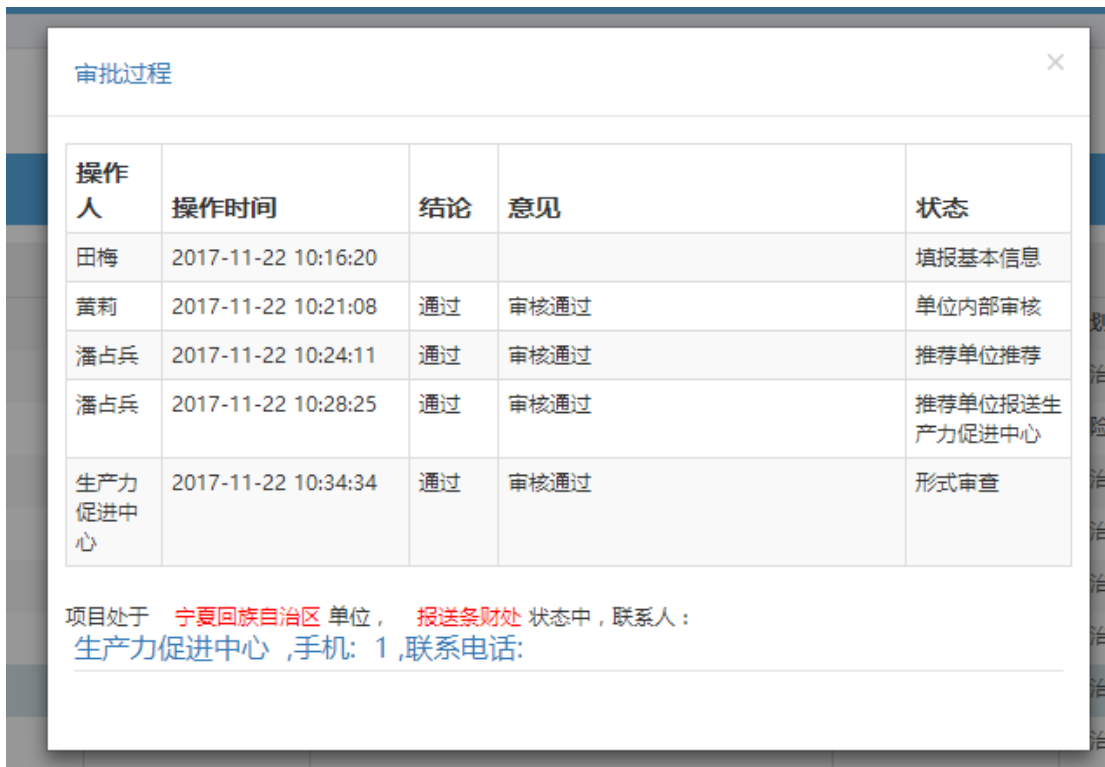 审批过程
×
操作
人
操作时间
结论
意见
状态
田梅
2017-11-22 10:16:20
填报基本信息
黄莉
2017-11-22 10:21:08
通过
审核通过
单位内部审核
潘占兵
2017-11-22 10:24:11
通过
审核通过
推荐单位推荐
潘占兵
2017-11-22 10:28:25
通过
审核通过
推荐单位报送生
产力促进中心
生产力
促进中
心
2017-11-22 10:34:34
通过
审核通过
形式审查
项目处于 宁夏回族自治区 单位， 报送条财处 状态中，联系人：
生产力促进中心 ,手机: 1 ,联系电话: